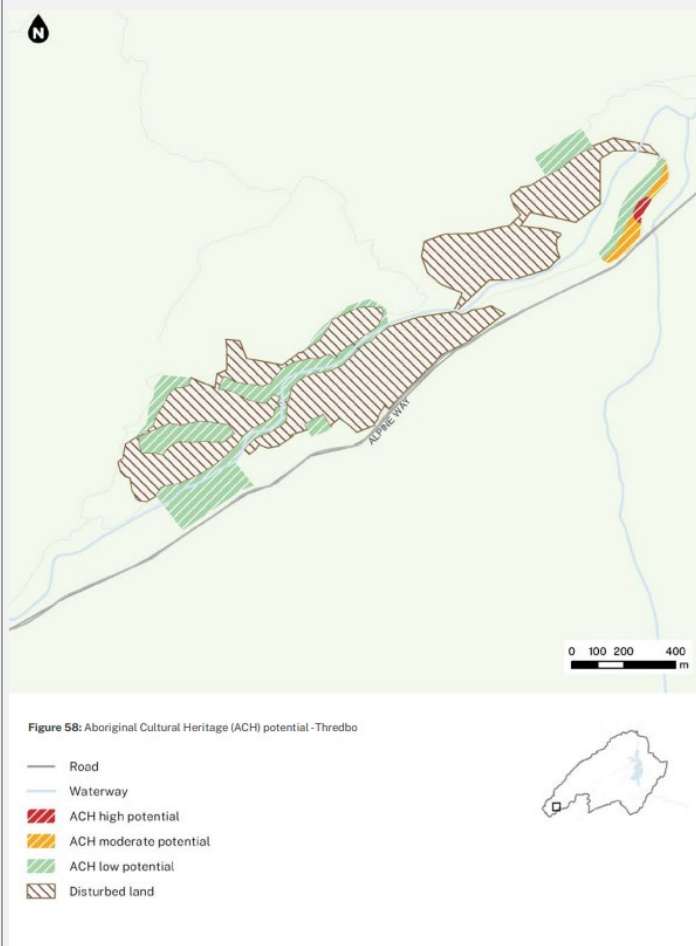 N
ALPINE WAY
0 100 200 400
m
Figure 58: Aboriginal Cultural Heritage (ACH) potential - Thredbo
Road
Waterway
ACH high potential
ACH moderate potential
ACH low potential
Disturbed land